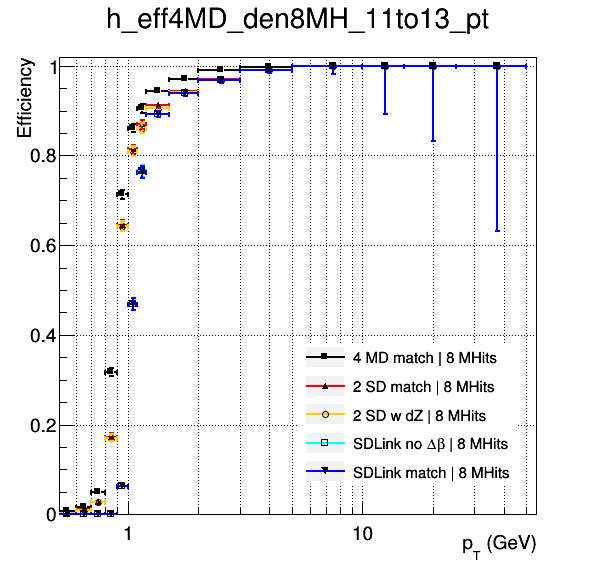 h_eff4MD_den8MH_11to13_pt
Efficiency
1
0.8
0.6
0.4
0.2
0
4 MD match | 8 MHits
2 SD match | 8 MHits
2 SD w dZ | 8 MHits
SDLink no Δβ | 8 MHits
SDLink match | 8 MHits
1
10
p_T (GeV)